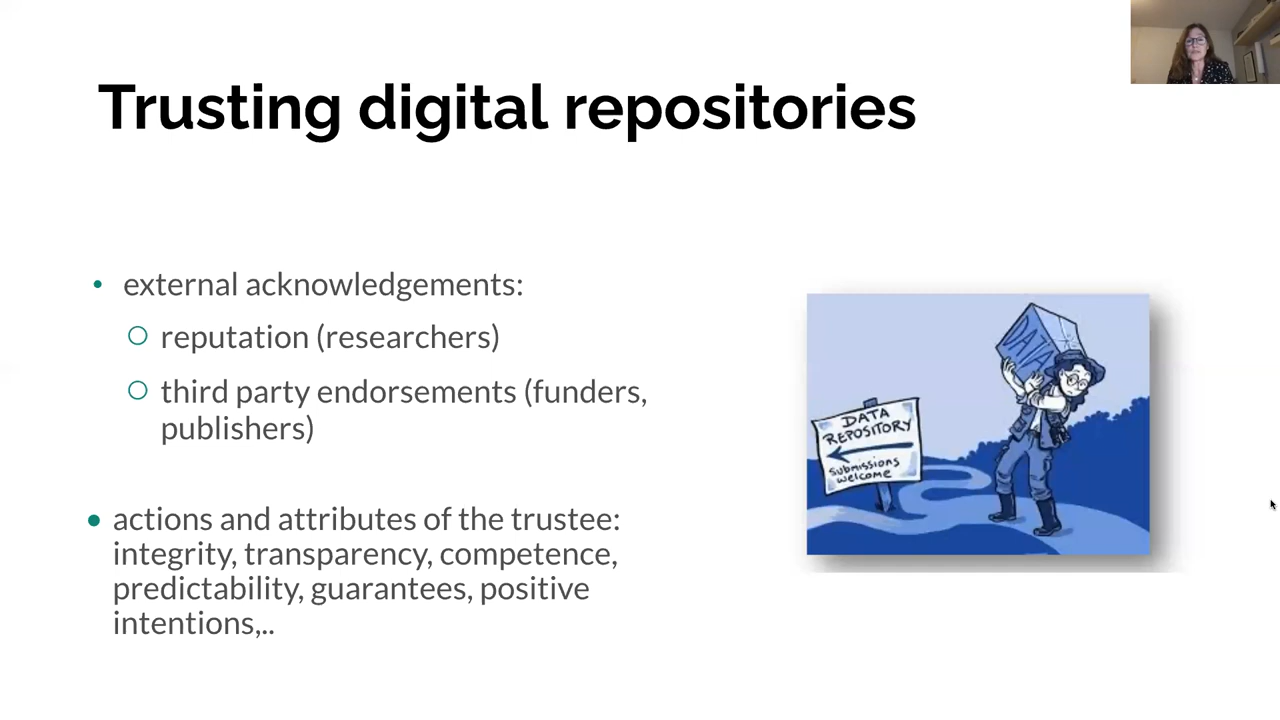 Trusting digital repositories
• external acknowledgements:
○ reputation (researchers)
○ third party endorsements (funders,
publishers)
• actions and attributes of the trustee:
integrity, transparency, competence,
predictability, guarantees, positive
intentions,..
DATA
DATA
REPOSITORY
submissions
welcome